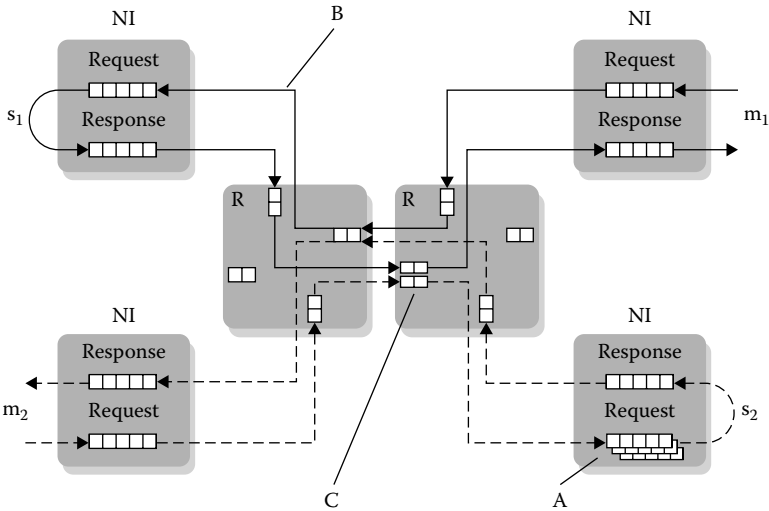 B
NI
NI
Request
Request
s1
m1
Response
Response
R
R
NI
NI
Response
Response
m2
s2
Request
Request
C
A